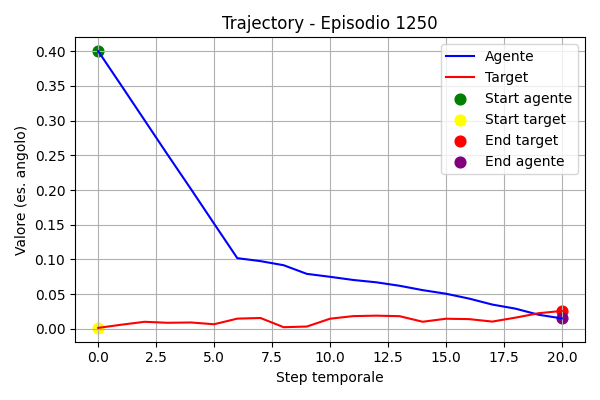 Trajectory - Episodio 1250
Valore (es. angolo)
0.40
0.35
0.30
0.25
0.20
0.15
0.10
0.05
0.00
Agente
Target
Start agente
Start target
End target
End agente
0.0 2.5 5.0 7.5 10.0 12.5 15.0 17.5 20.0
Step temporale